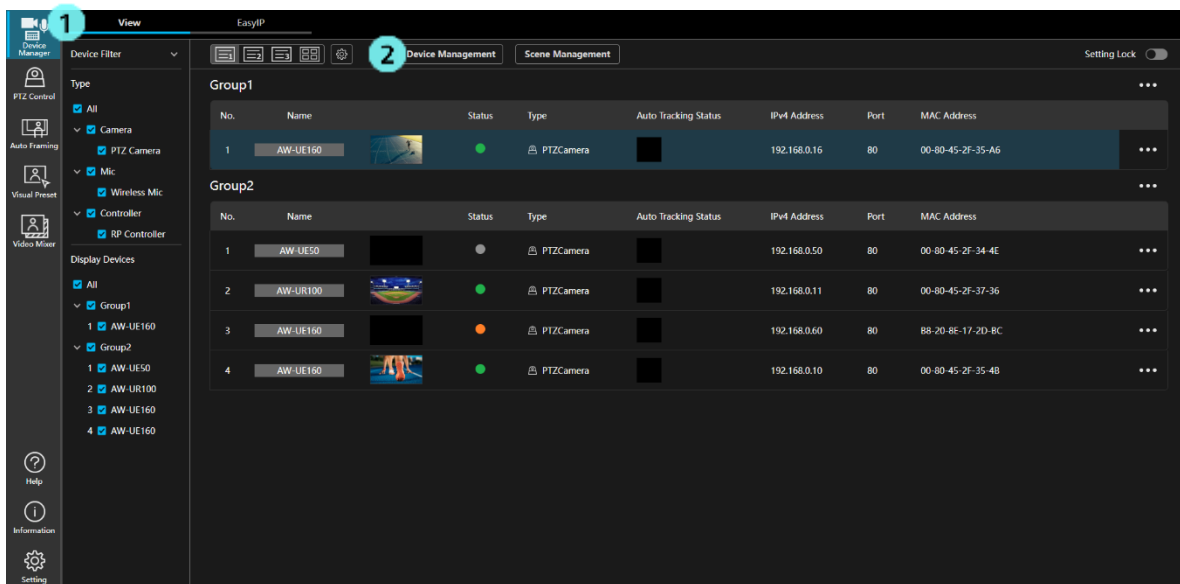 1
View
EasyIP
Device Manager
PTZ Control
Auto Framing
Visual Preset
Video Mixer
Help
Information
Setting
Device Filter
Type
All
Camera
PTZ Camera
Mic
Wireless Mic
Controller
RP Controller
Display Devices
All
Group1
1 AW-UE160
Group2
1 AW-UE50
2 AW-UR100
3 AW-UE160
4 AW-UE160
1 2 3
2
Device Management
Scene Management
Setting Lock
Group1
No. Name Status Type Auto Tracking Status IPv4 Address Port MAC Address
1 AW-UE160 PTZCamera 192.168.0.16 80 00-80-45-2F-35-A6
Group2
No. Name Status Type Auto Tracking Status IPv4 Address Port MAC Address
1 AW-UE50 PTZCamera 192.168.0.50 80 00-80-45-2F-34-4E
2 AW-UR100 PTZCamera 192.168.0.11 80 00-80-45-2F-37-36
3 AW-UE160 PTZCamera 192.168.0.60 80 B8-20-8E-17-2D-BC
4 AW-UE160 PTZCamera 192.168.0.10 80 00-80-45-2F-35-4B